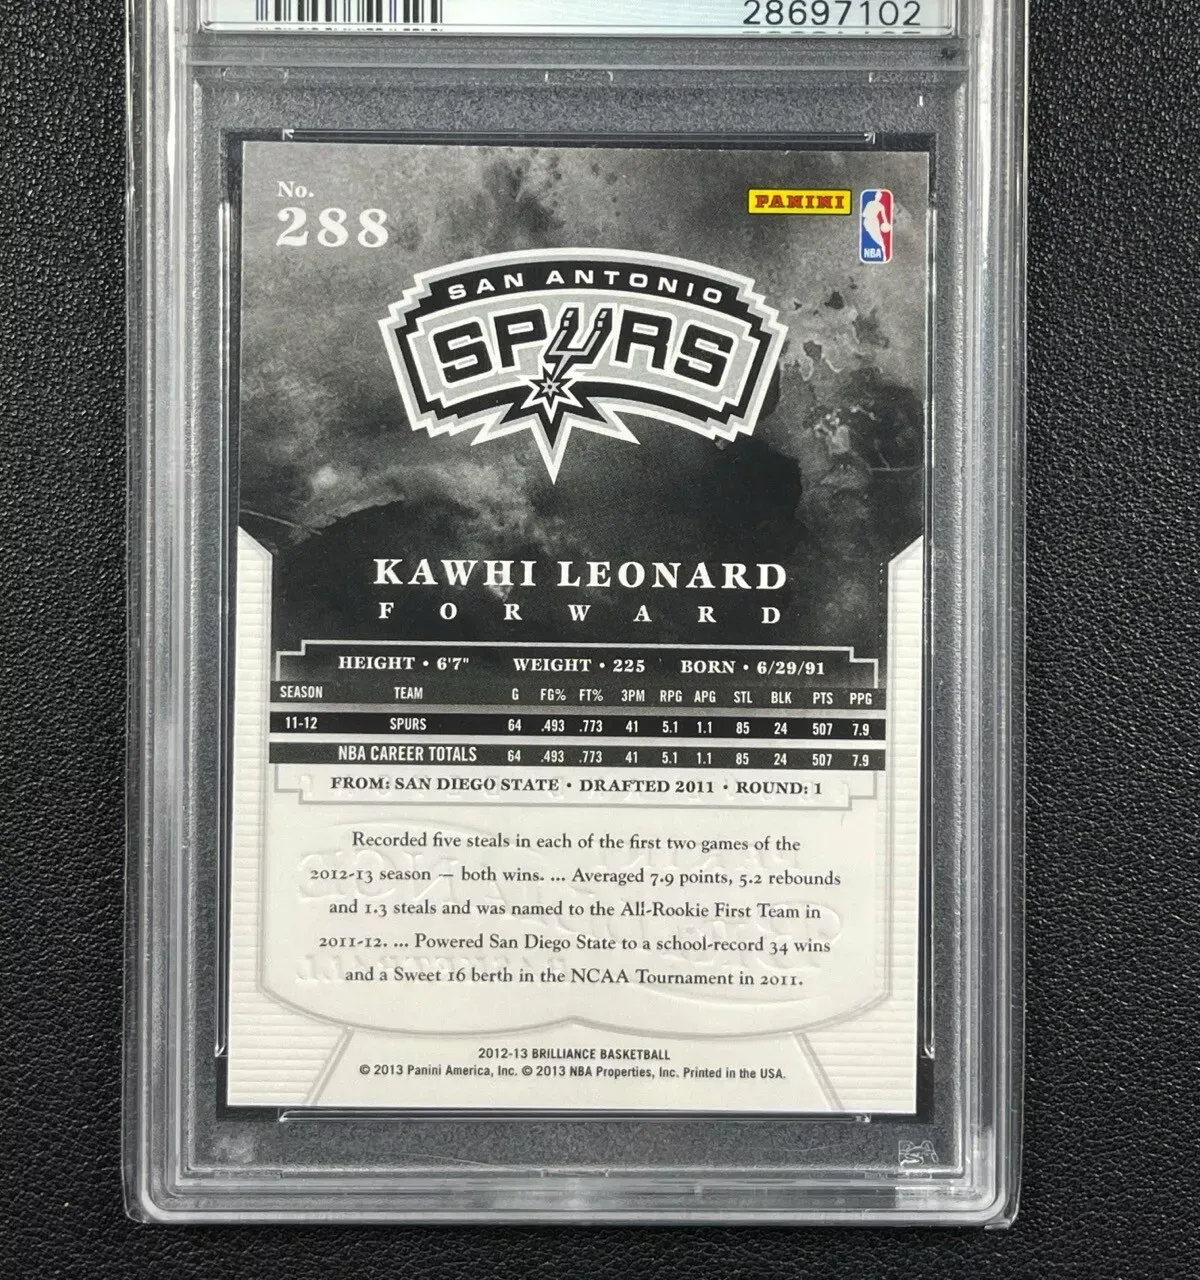 28697102
No.
288
PANINI
NBA
SAN ANTONIO
SPURS
KAWHI LEONARD
FORWARD
HEIGHT • 6'7" WEIGHT • 225 BORN • 6/29/91
SEASON TEAM G FG% FT% 3PM RPG APG STL BLK PTS PPG
11-12 SPURS 64 .493 .773 41 5.1 1.1 85 24 507 7.9
NBA CAREER TOTALS 64 .493 .773 41 5.1 1.1 85 24 507 7.9
FROM: SAN DIEGO STATE • DRAFTED 2011 • ROUND: 1
Recorded five steals in each of the first two games of the
2012-13 season — both wins. ... Averaged 7.9 points, 5.2 rebounds
and 1.3 steals and was named to the All-Rookie First Team in
2011-12. ... Powered San Diego State to a school-record 34 wins
and a Sweet 16 berth in the NCAA Tournament in 2011.
2012-13 BRILLIANCE BASKETBALL
© 2013 Panini America, Inc. © 2013 NBA Properties, Inc. Printed in the USA.
PSA